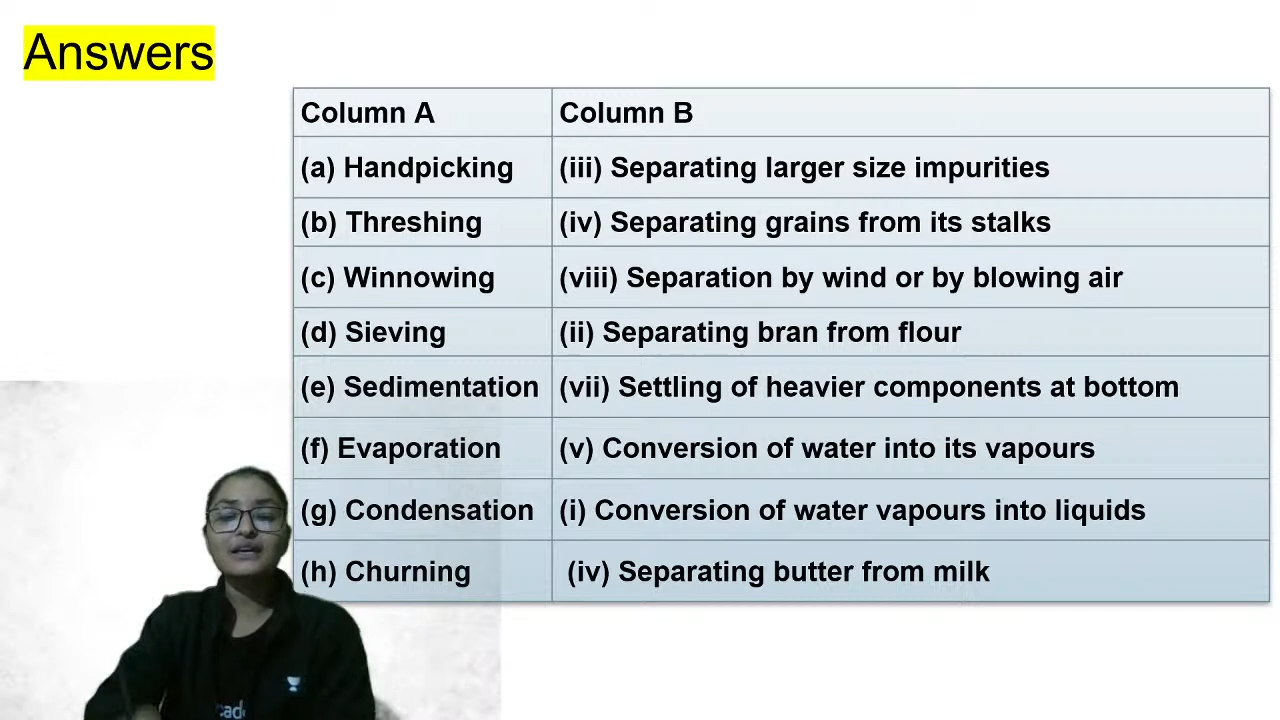 Answers
Column A Column B
(a) Handpicking (iii) Separating larger size impurities
(b) Threshing (iv) Separating grains from its stalks
(c) Winnowing (viii) Separation by wind or by blowing air
(d) Sieving (ii) Separating bran from flour
(e) Sedimentation (vii) Settling of heavier components at bottom
(f) Evaporation (v) Conversion of water into its vapours
(g) Condensation (i) Conversion of water vapours into liquids
(h) Churning (iv) Separating butter from milk